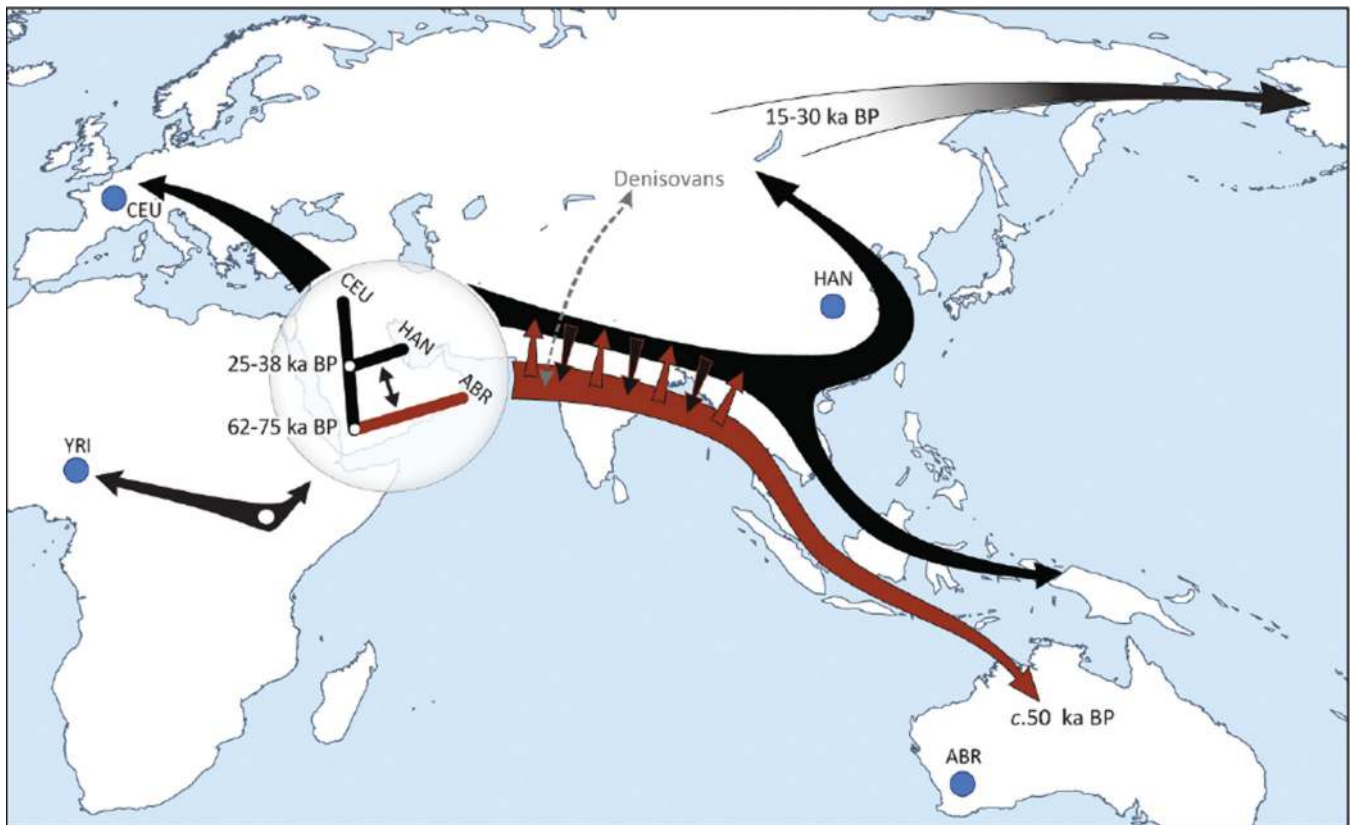 15-30 ka BP
Denisovans
CEU
HAN
CEU
HAN
25-38 ka BP
ABR
62-75 ka BP
YRI
c.50 ka BP
ABR